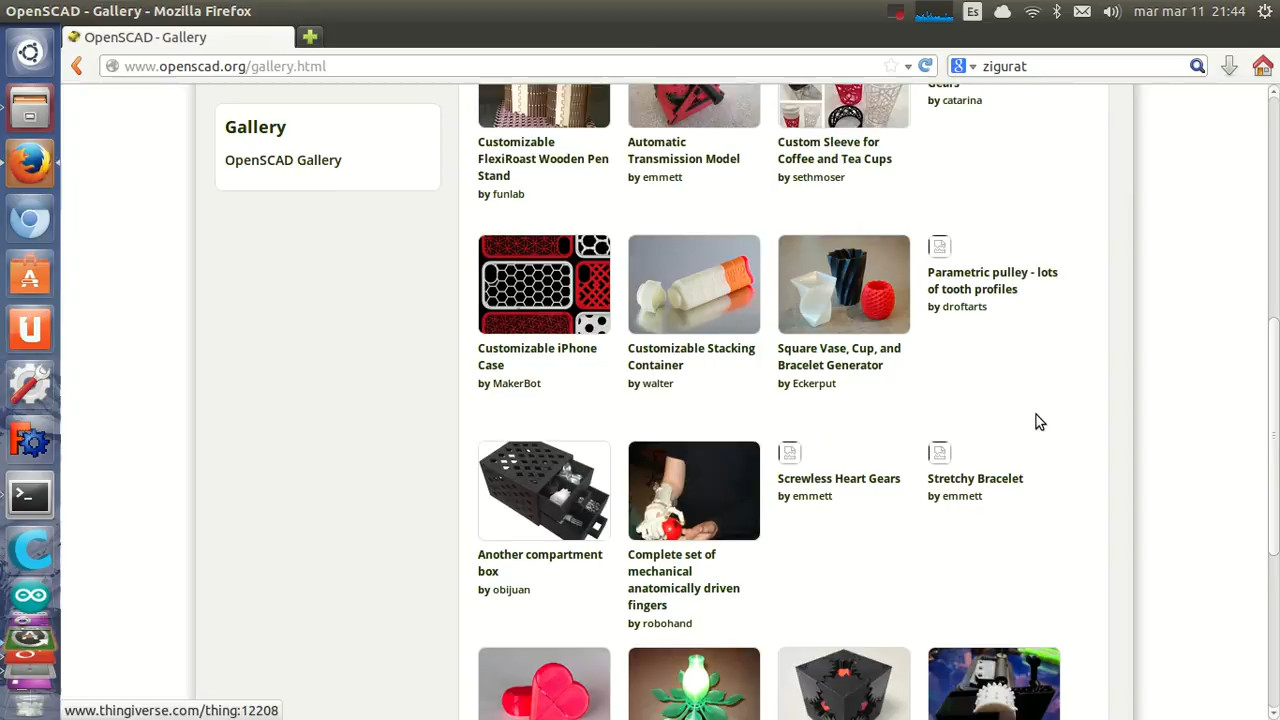 OpenSCAD - Gallery - Mozilla Firefox
Es
mar mar 11 21:44
OpenSCAD - Gallery
www.openscad.org/gallery.html
8
zigurat
Gallery
OpenSCAD Gallery
Gears
by catarina
Customizable
FlexiRoast Wooden Pen
Stand
by funlab
Automatic
Transmission Model
by emmett
Custom Sleeve for
Coffee and Tea Cups
by sethmoser
Customizable iPhone
Case
by MakerBot
Customizable Stacking
Container
by walter
Square Vase, Cup, and
Bracelet Generator
by Eckerput
Parametric pulley - lots
of tooth profiles
by droftarts
Another compartment
box
by obijuan
Complete set of
mechanical
anatomically driven
fingers
by robohand
Screwless Heart Gears
by emmett
Stretchy Bracelet
by emmett
www.thingiverse.com/thing:12208